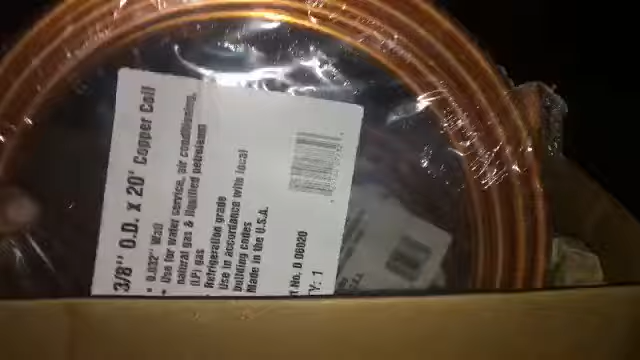 3/8" O.D. X 20' Copper Coil
• 0.032" Wall
• Use for water service, air conditioning,
natural gas & liquified petroleum
(LP) gas
Refrigeration grade
Use in accordance with local
building codes
Made in the U.S.A.
t No. D 06020
Y: 1